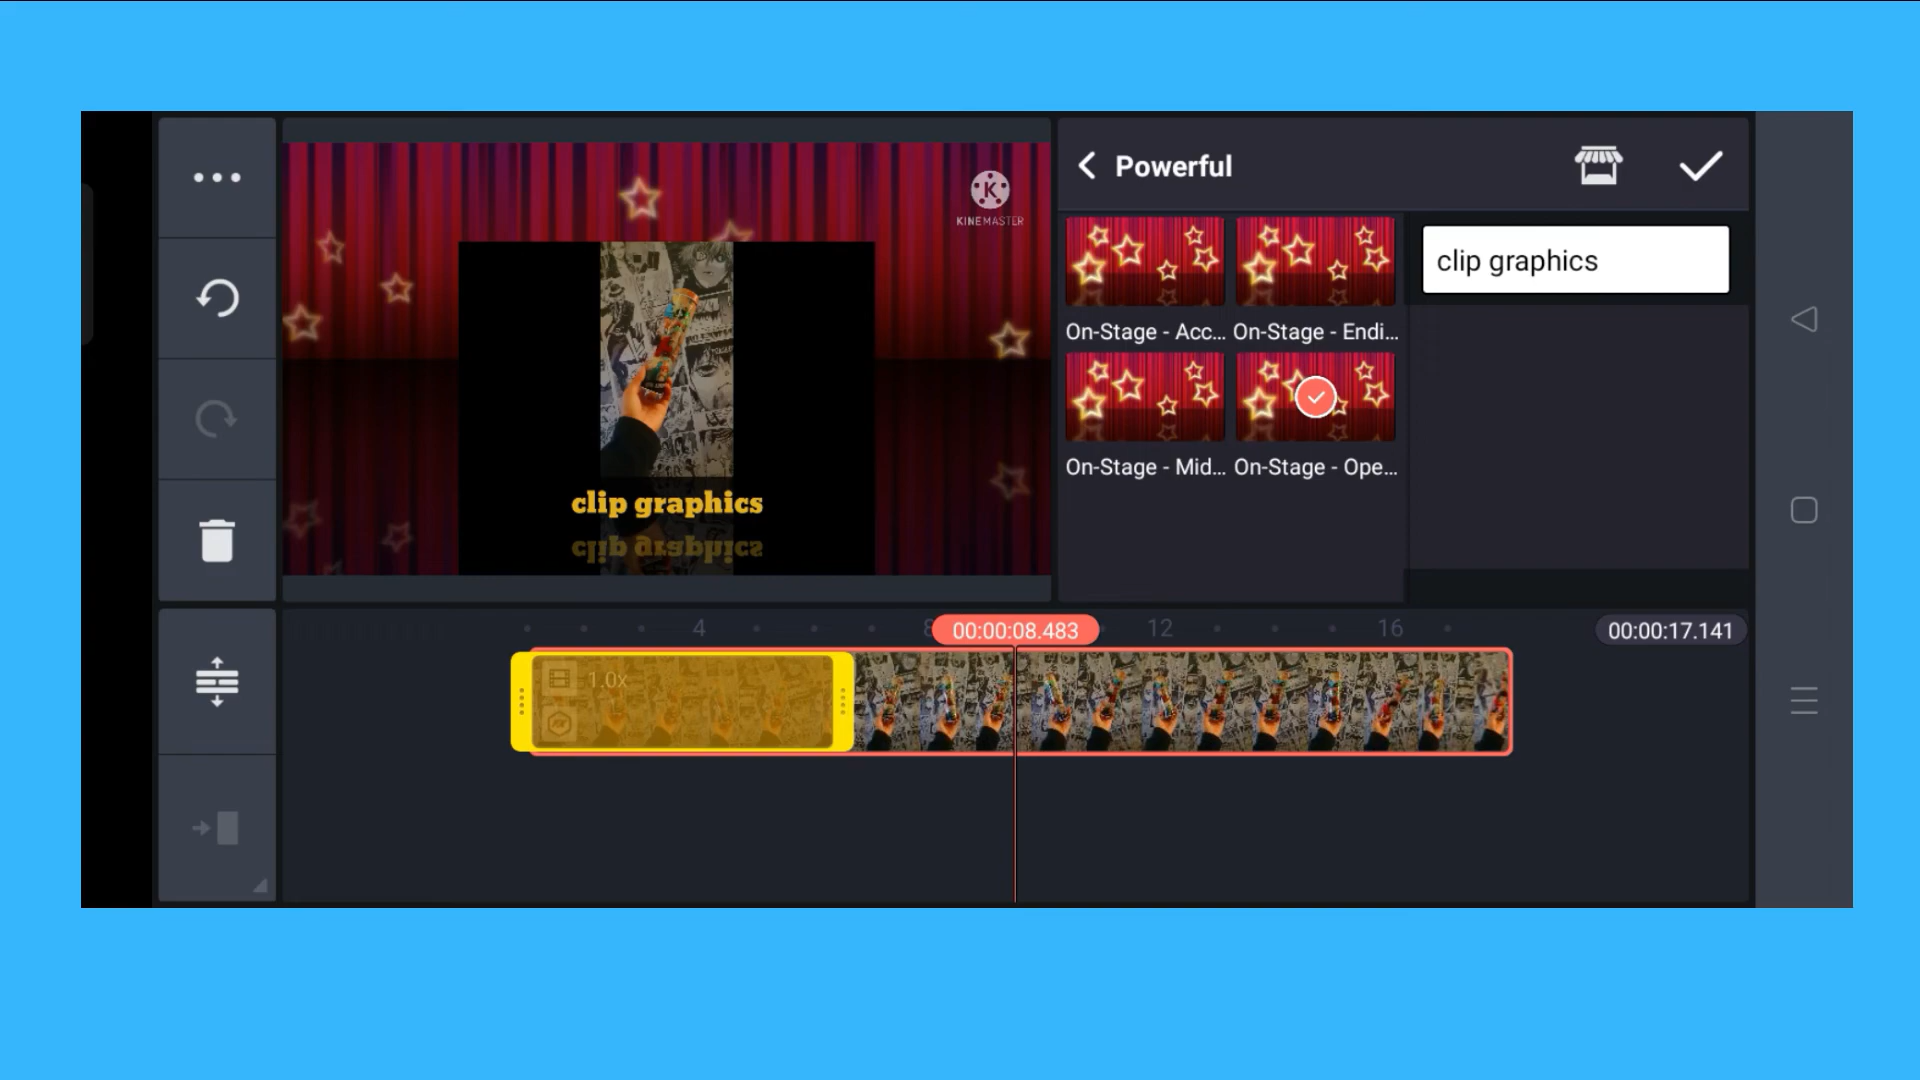 KINEMASTER
clip graphics
clip graphics
Powerful
On-Stage - Acc...
On-Stage - Endi...
On-Stage - Mid...
On-Stage - Ope...
clip graphics
4
8
00:00:08.483
12
16
00:00:17.141
1.0x